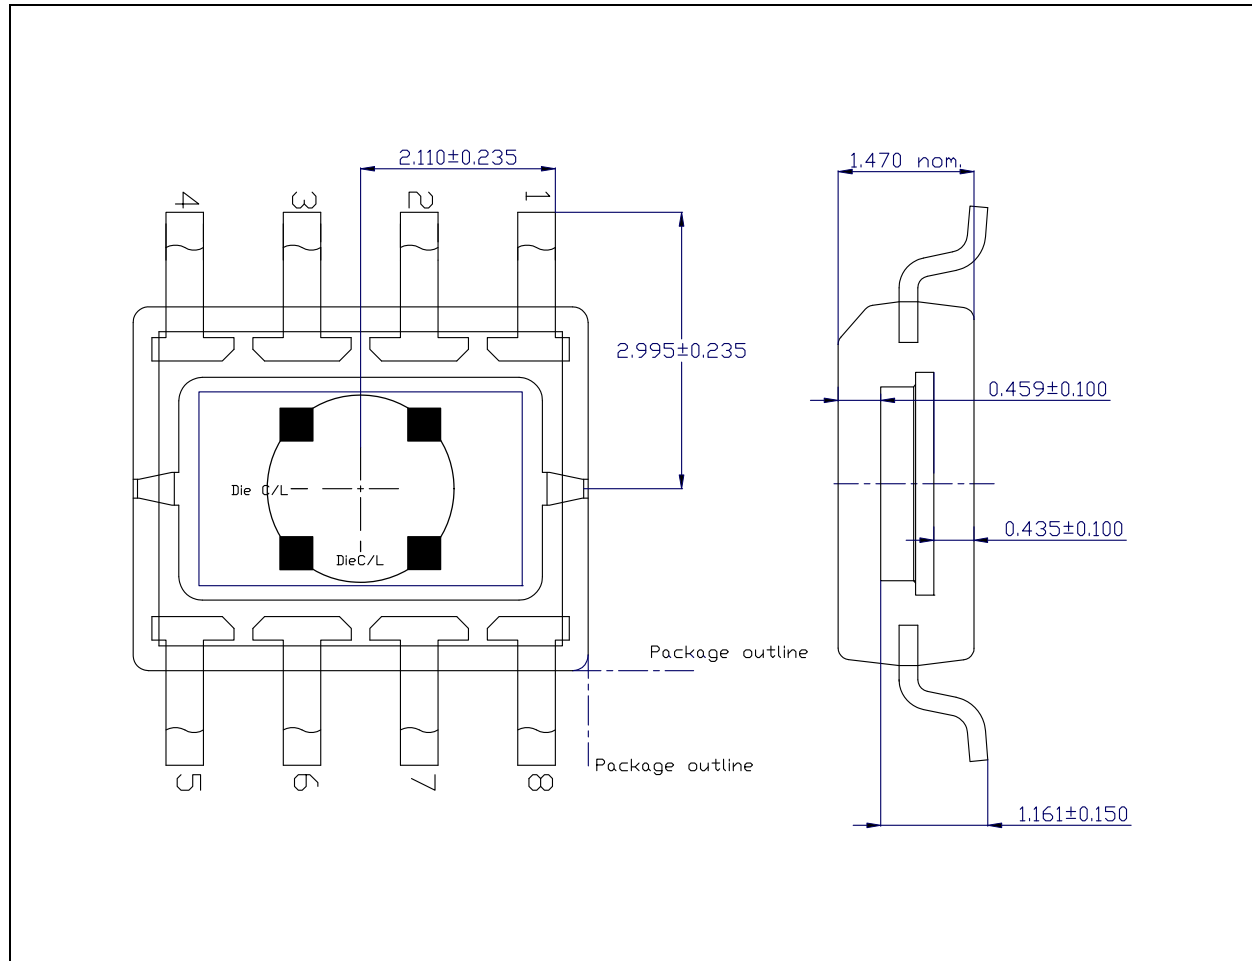 2.110±0.235
1.470 nom.
4 3 2 1
2.995±0.235
0.459±0.100
Die C/L
0.435±0.100
DieC/L
Package outline
Package outline
5 6 7 8
1.161±0.150